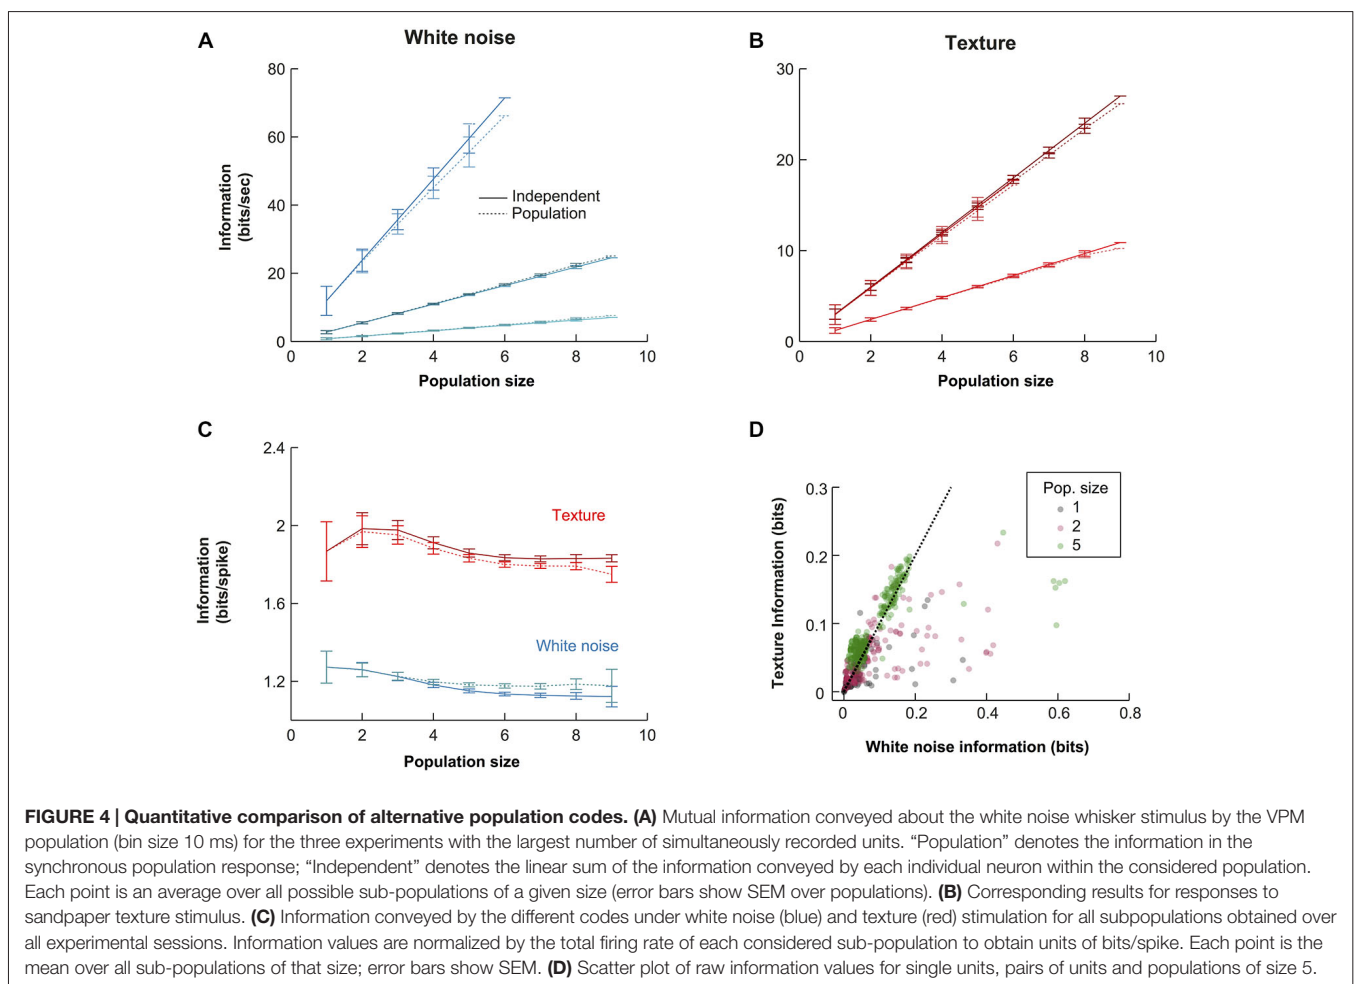 A
White noise
80
60
40
20
0
0
2
4
6
8
10
Information
(bits/sec)
Population size
Independent
Population
B
Texture
30
20
10
0
0
2
4
6
8
10
Information
(bits/sec)
Population size
C
2.4
2
1.6
1.2
0
2
4
6
8
10
Information
(bits/spike)
Population size
Texture
White noise
D
0.3
0.2
0.1
0
0
0.2
0.4
0.6
0.8
Texture Information (bits)
White noise information (bits)
Pop. size
1
2
5
FIGURE 4 | Quantitative comparison of alternative population codes. (A) Mutual information conveyed about the white noise whisker stimulus by the VPM
population (bin size 10 ms) for the three experiments with the largest number of simultaneously recorded units. “Population” denotes the information in the
synchronous population response; “Independent” denotes the linear sum of the information conveyed by each individual neuron within the considered population.
Each point is an average over all possible sub-populations of a given size (error bars show SEM over populations). (B) Corresponding results for responses to
sandpaper texture stimulus. (C) Information conveyed by the different codes under white noise (blue) and texture (red) stimulation for all subpopulations obtained over
all experimental sessions. Information values are normalized by the total firing rate of each considered sub-population to obtain units of bits/spike. Each point is the
mean over all sub-populations of that size; error bars show SEM. (D) Scatter plot of raw information values for single units, pairs of units and populations of size 5.